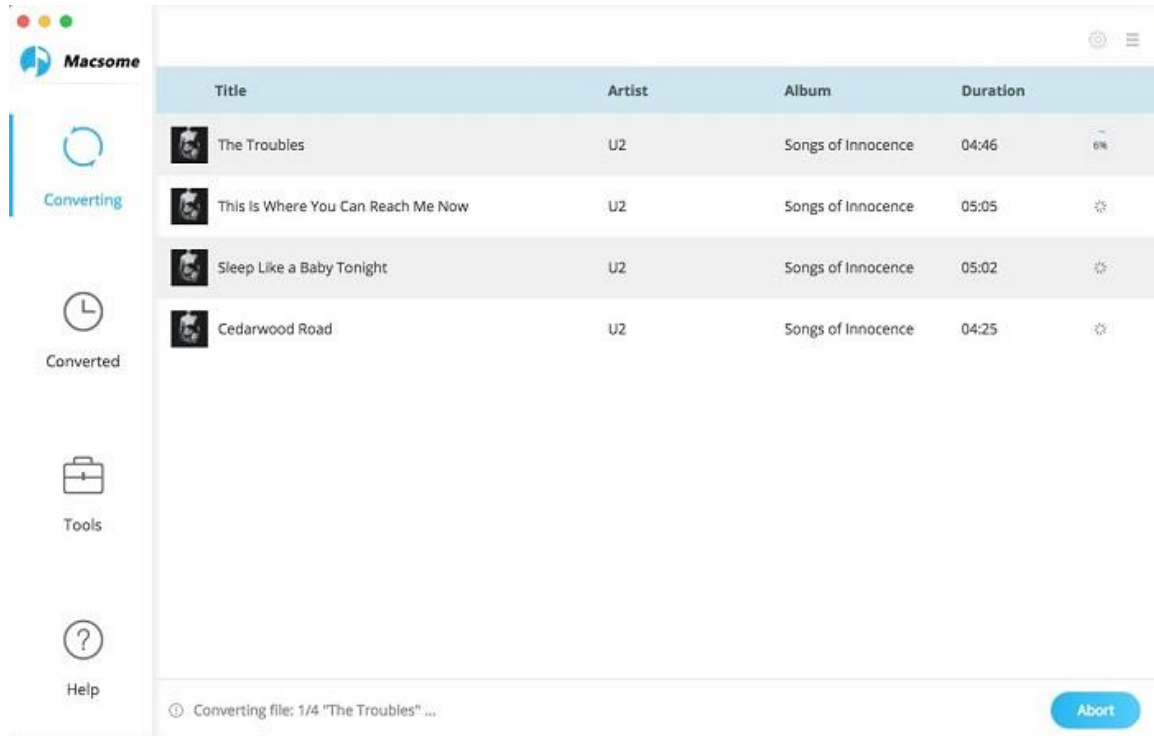 Macsome
Title Artist Album Duration
The Troubles U2 Songs of Innocence 04:46 6%
This Is Where You Can Reach Me Now U2 Songs of Innocence 05:05
Sleep Like a Baby Tonight U2 Songs of Innocence 05:02
Cedarwood Road U2 Songs of Innocence 04:25
Converting
Converted
Tools
Help
Converting file: 1/4 "The Troubles" ...
Abort